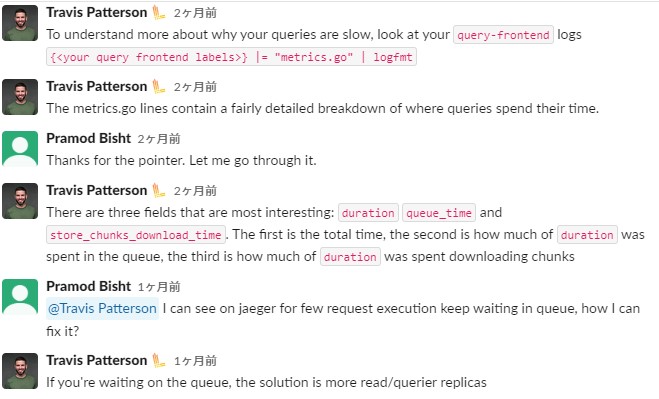 Travis Patterson 2ヶ月前
To understand more about why your queries are slow, look at your query-frontend logs
{<your query frontend labels>} |= "metrics.go" | logfmt
Travis Patterson 2ヶ月前
The metrics.go lines contain a fairly detailed breakdown of where queries spend their time.
Pramod Bisht 2ヶ月前
Thanks for the pointer. Let me go through it.
Travis Patterson 2ヶ月前
There are three fields that are most interesting: duration queue_time and
store_chunks_download_time. The first is the total time, the second is how much of duration was
spent in the queue, the third is how much of duration was spent downloading chunks
Pramod Bisht 1ヶ月前
@Travis Patterson I can see on jaeger for few request execution keep waiting in queue, how I can
fix it?
Travis Patterson 1ヶ月前
If you're waiting on the queue, the solution is more read/querier replicas